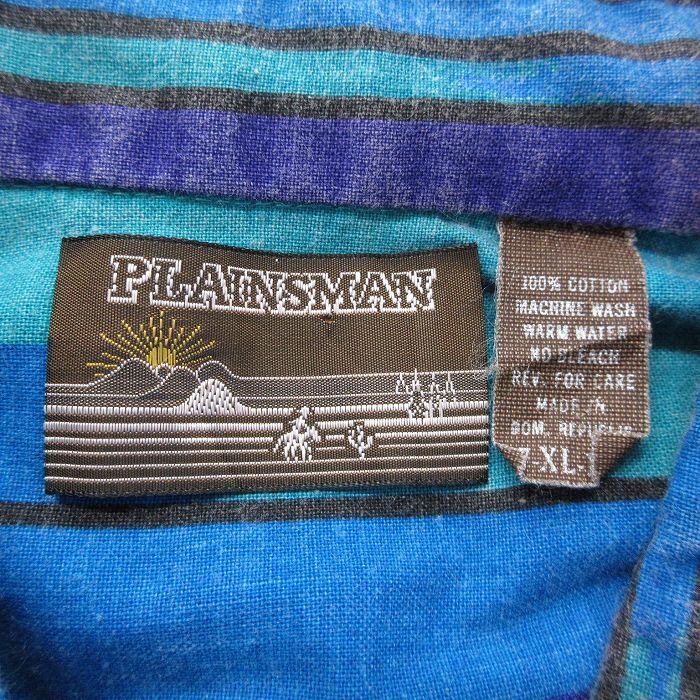 PLAINSMAN
100% COTTON
MACHINE WASH
WARM WATER
NO BLEACH
REV. FOR CARE
MADE IN
DOM. REPUBLIC
XL